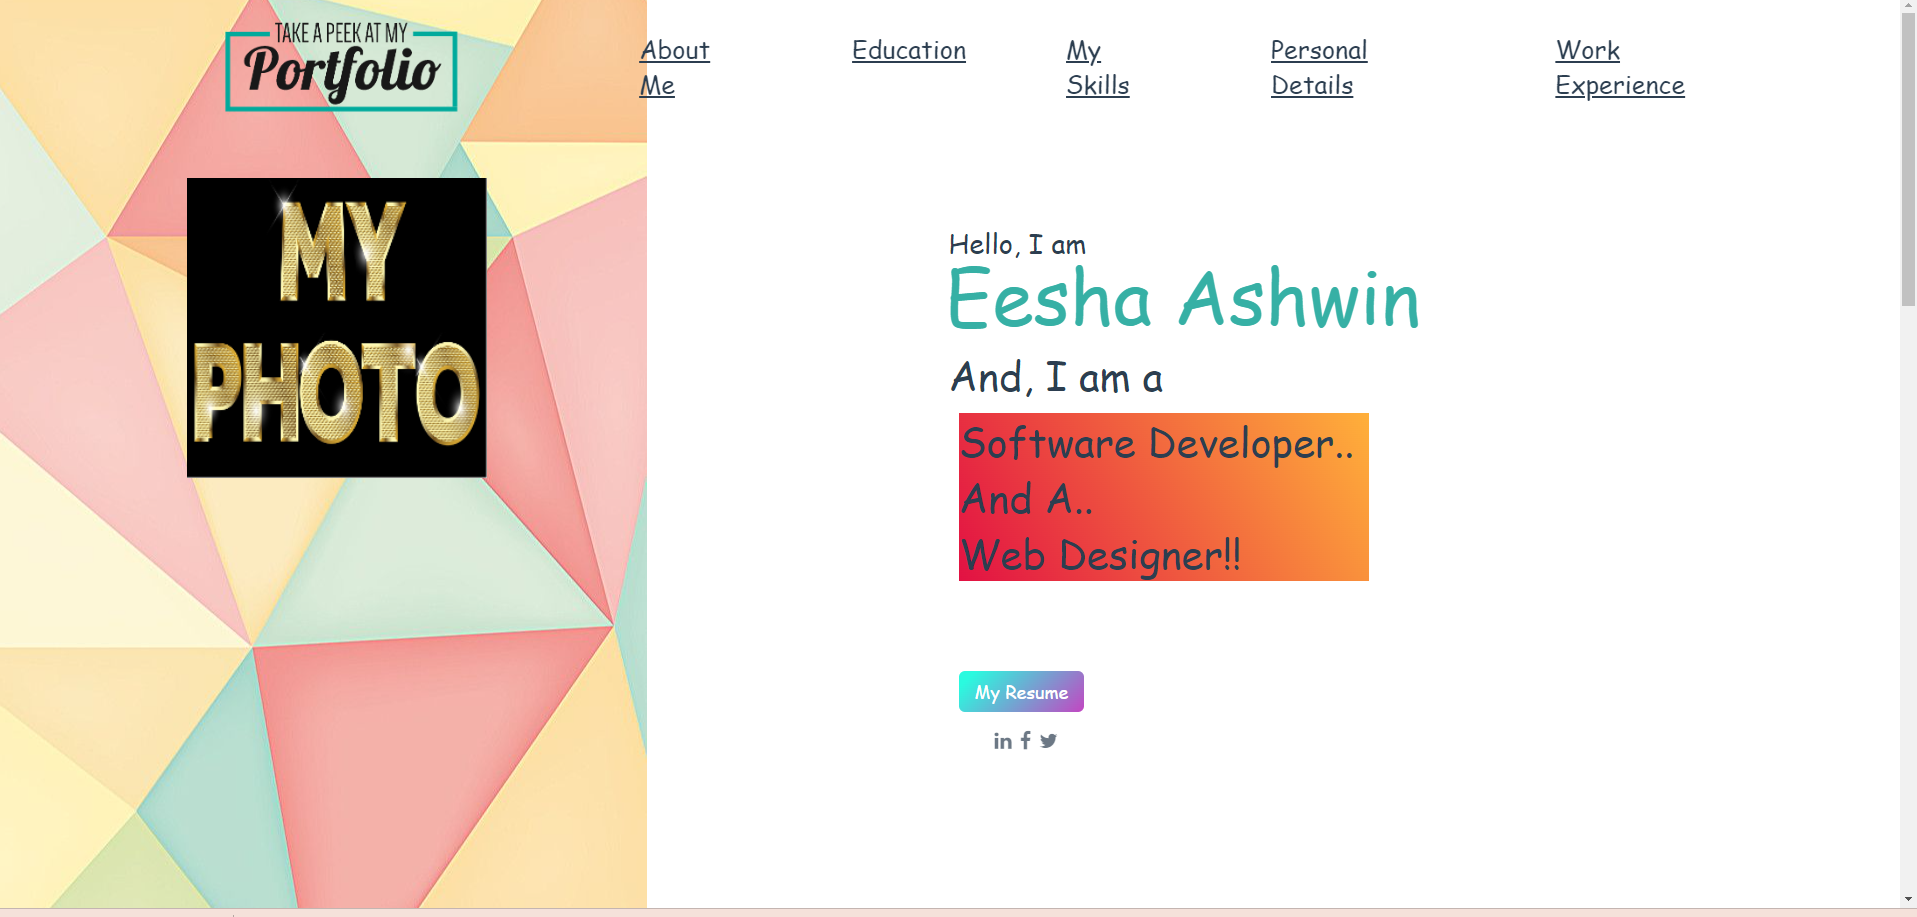 TAKE A PEEK AT MY
Portfolio
About
Me
Education
My
Skills
Personal
Details
Work
Experience
MY
PHOTO
Hello, I am
Eesha Ashwin
And, I am a
Software Developer..
And A..
Web Designer!!
My Resume